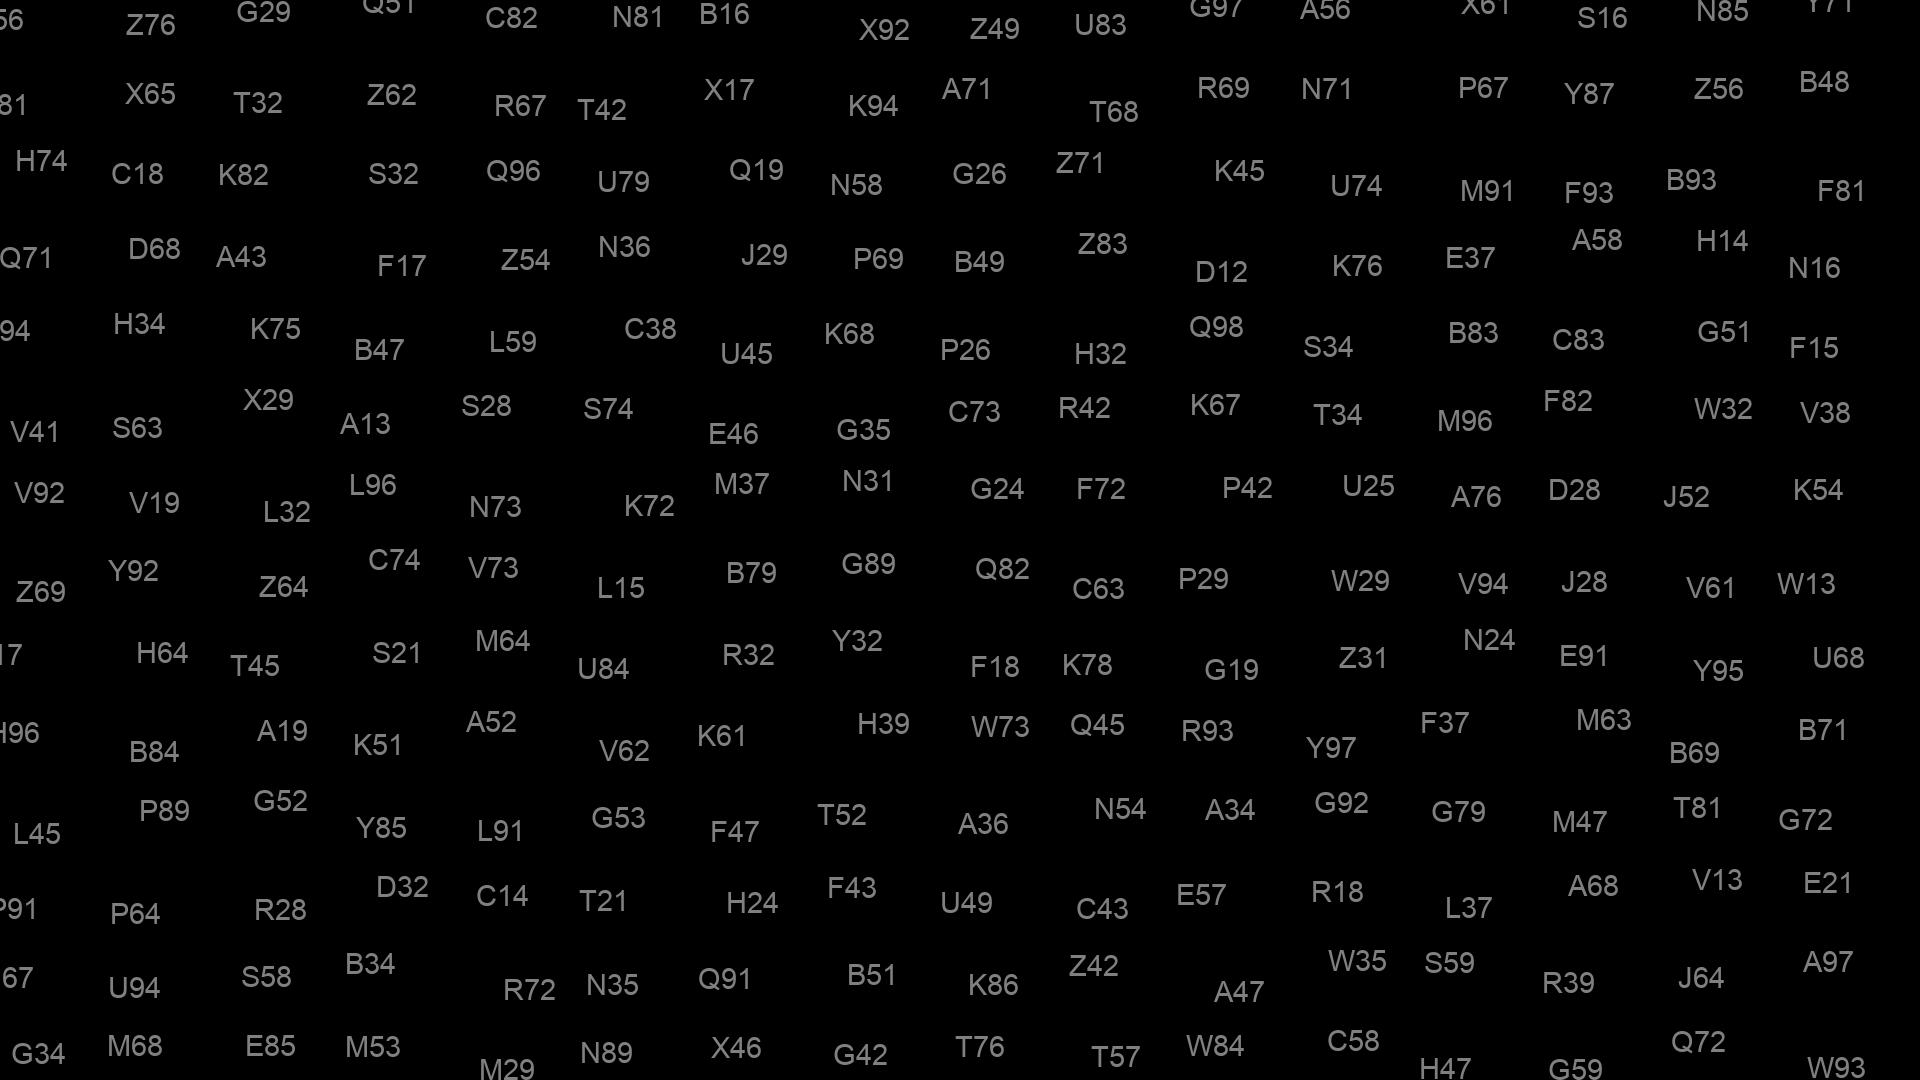 56 Z76 G29 Q51 C82 N81 B16 X92 Z49 U83 G97 A56 X61 S16 N85 Y71
81 X65 T32 Z62 R67 T42 X17 K94 A71 T68 R69 N71 P67 Y87 Z56 B48
H74 C18 K82 S32 Q96 U79 Q19 N58 G26 Z71 K45 U74 M91 F93 B93 F81
Q71 D68 A43 F17 Z54 N36 J29 P69 B49 Z83 D12 K76 E37 A58 H14 N16
94 H34 K75 B47 L59 C38 U45 K68 P26 H32 Q98 S34 B83 C83 G51 F15
V41 S63 X29 A13 S28 S74 E46 G35 C73 R42 K67 T34 M96 F82 W32 V38
V92 V19 L32 L96 N73 K72 M37 N31 G24 F72 P42 U25 A76 D28 J52 K54
Z69 Y92 Z64 C74 V73 L15 B79 G89 Q82 C63 P29 W29 V94 J28 V61 W13
17 H64 T45 S21 M64 U84 R32 Y32 F18 K78 G19 Z31 N24 E91 Y95 U68
H96 B84 A19 K51 A52 V62 K61 H39 W73 Q45 R93 Y97 F37 M63 B69 B71
L45 P89 G52 Y85 L91 G53 F47 T52 A36 N54 A34 G92 G79 M47 T81 G72
P91 P64 R28 D32 C14 T21 H24 F43 U49 C43 E57 R18 L37 A68 V13 E21
67 U94 S58 B34 R72 N35 Q91 B51 K86 Z42 A47 W35 S59 R39 J64 A97
G34 M68 E85 M53 M29 N89 X46 G42 T76 T57 W84 C58 H47 G59 Q72 W93